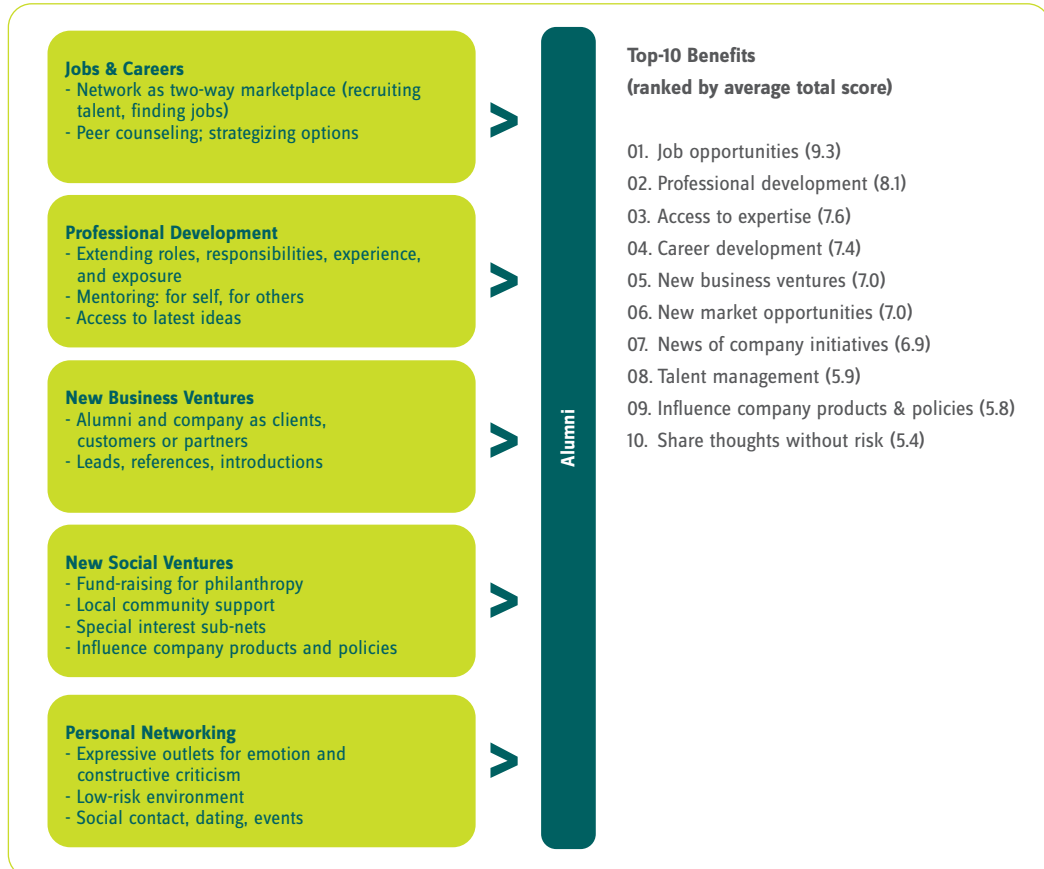 Jobs & Careers
- Network as two-way marketplace (recruiting
talent, finding jobs)
- Peer counseling; strategizing options
>
Professional Development
- Extending roles, responsibilities, experience,
and exposure
- Mentoring: for self, for others
- Access to latest ideas
>
New Business Ventures
- Alumni and company as clients,
customers or partners
- Leads, references, introductions
>
New Social Ventures
- Fund-raising for philanthropy
- Local community support
- Special interest sub-nets
- Influence company products and policies
>
Personal Networking
- Expressive outlets for emotion and
constructive criticism
- Low-risk environment
- Social contact, dating, events
>
Alumni
Top-10 Benefits
(ranked by average total score)
01. Job opportunities (9.3)
02. Professional development (8.1)
03. Access to expertise (7.6)
04. Career development (7.4)
05. New business ventures (7.0)
06. New market opportunities (7.0)
07. News of company initiatives (6.9)
08. Talent management (5.9)
09. Influence company products & policies (5.8)
10. Share thoughts without risk (5.4)